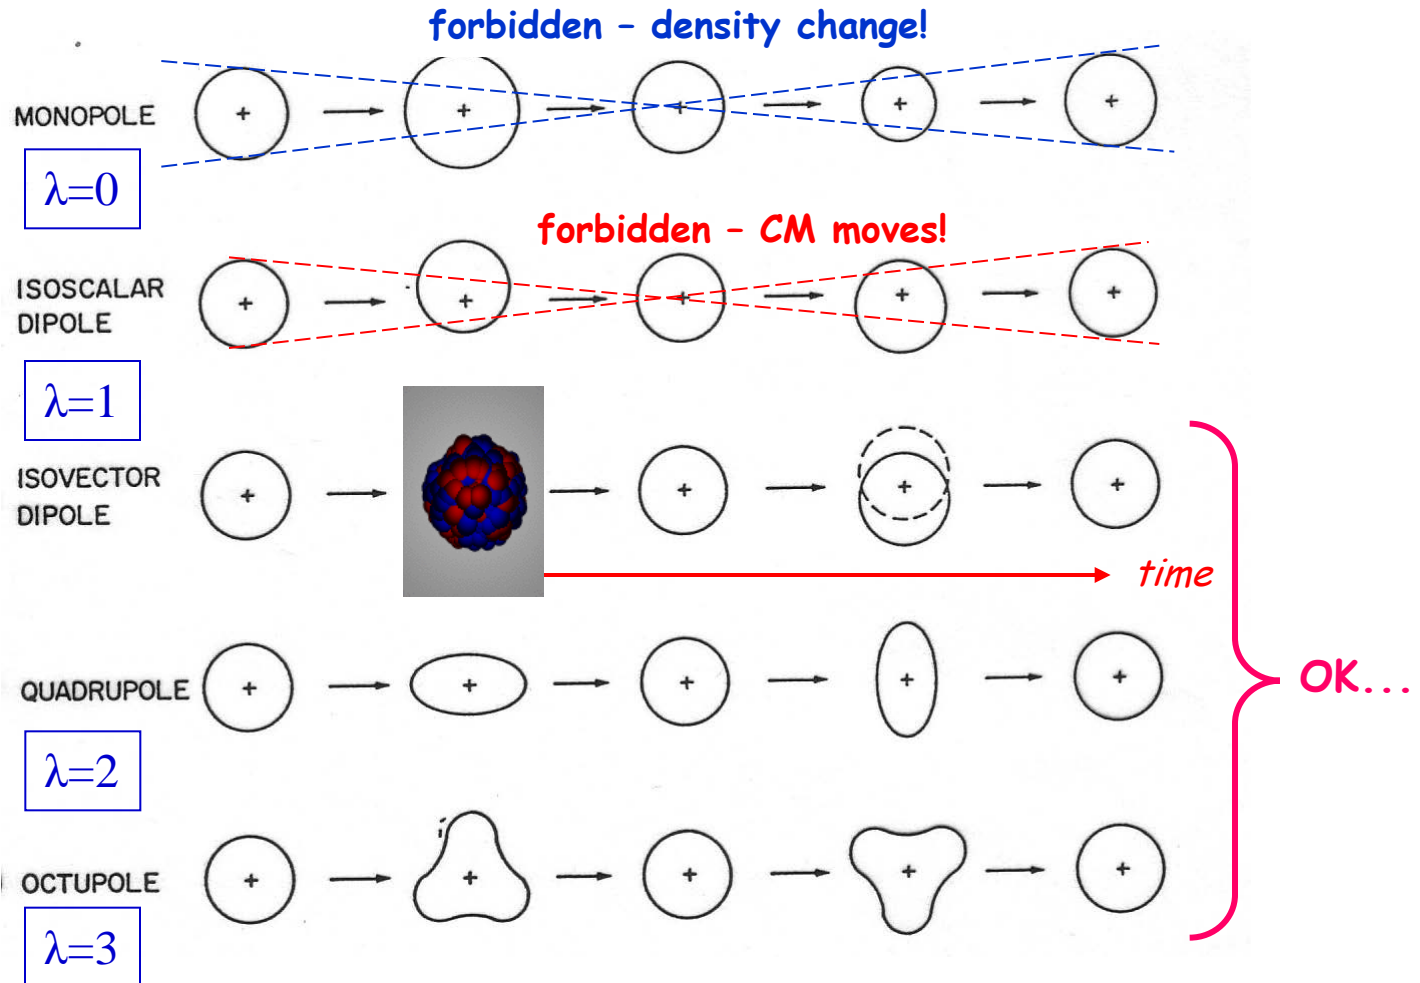 forbidden – density change!
MONOPOLE
λ=0
forbidden – CM moves!
ISOSCALAR
DIPOLE
λ=1
ISOVECTOR
DIPOLE
time
QUADRUPOLE
OK...
λ=2
OCTUPOLE
λ=3